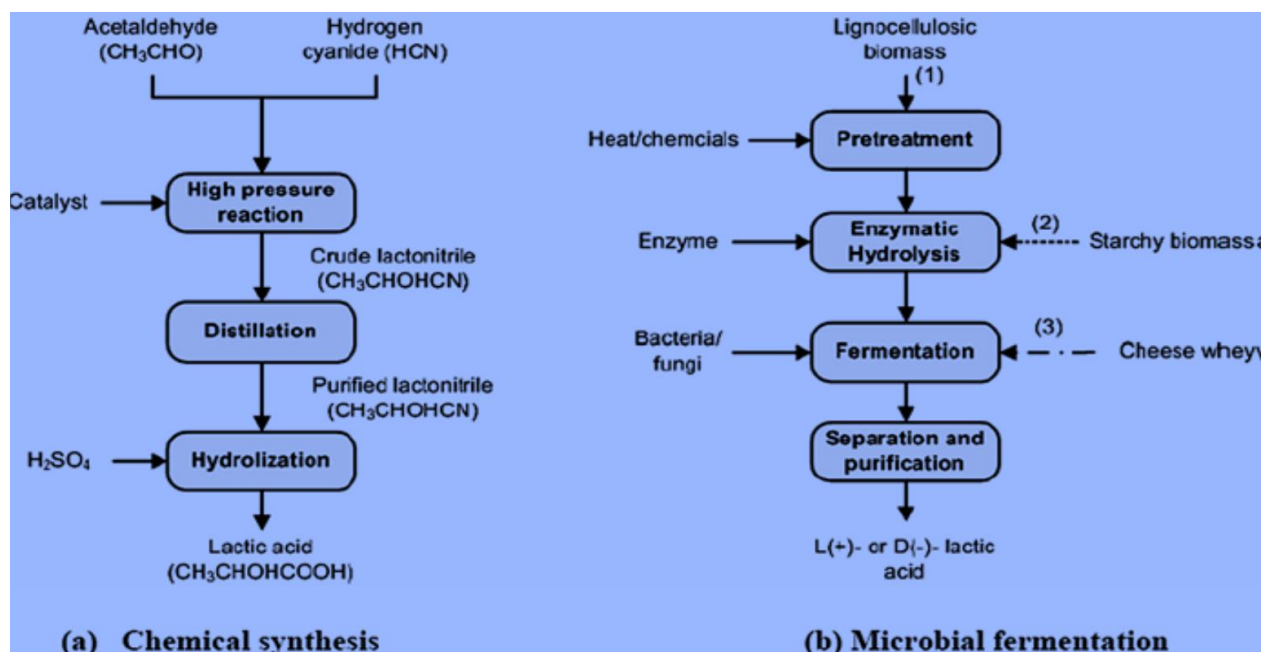 Acetaldehyde
(CH₃CHO)
Hydrogen
cyanide (HCN)
Catalyst
High pressure
reaction
Crude lactonitrile
(CH₃CHOHCN)
Distillation
Purified lactonitrile
(CH₃CHOHCN)
H₂SO₄
Hydrolization
Lactic acid
(CH₃CHOHCOOH)
(a) Chemical synthesis
Lignocellulosic
biomass
(1)
Heat/chemcials
Pretreatment
Enzyme
Enzymatic
Hydrolysis
(2)
Starchy biomassa
Bacteria/
fungi
Fermentation
(3)
Cheese wheyv
Separation and
purification
L(+)- or D(-)- lactic
acid
(b) Microbial fermentation